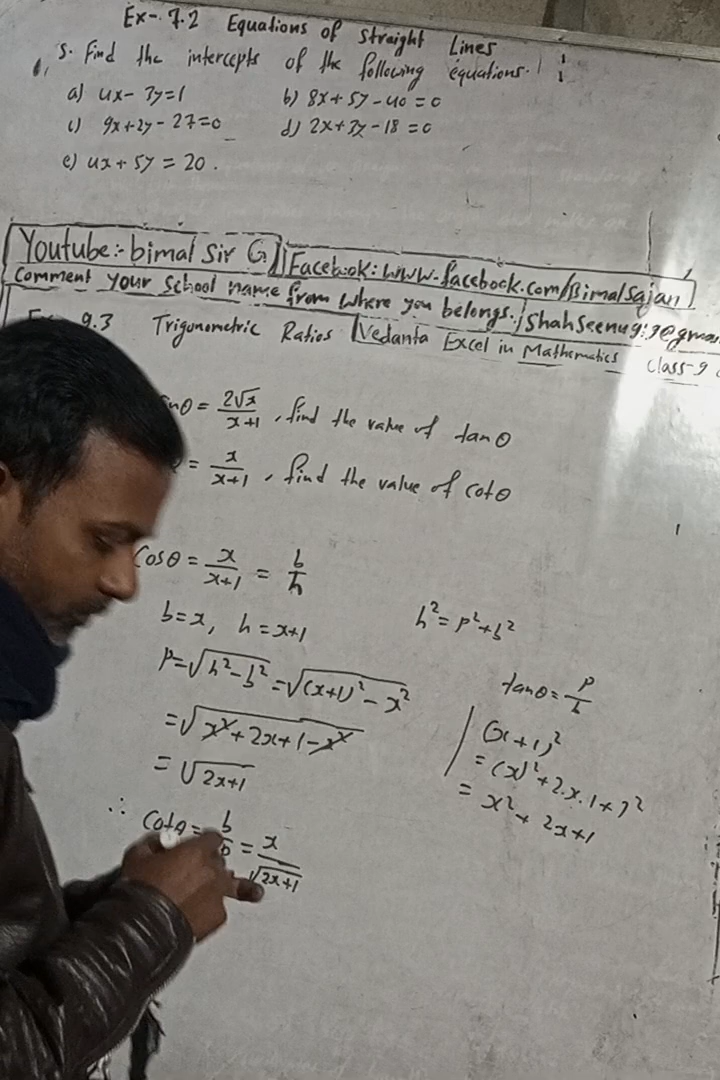 Ex-. 7.2 Equations of Straight Lines
5. Find the intercepts of the following equations.
a) 4x - 3y = 1 b) 8x + 5y - 40 = 0
c) 9x + 2y - 27 = 0 d) 2x + 3y - 18 = 0
e) 4x + 5y = 20.
Youtube:- bimal Sir G Facebook: www.facebook.com/Bimalsajan
Comment your School name from where you belongs.
9.3 Trigonometric Ratios Vedanta Excel in Mathematics Class-9
θ = 2√x/x+1, find the value of tanθ
= x/x+1, find the value of cotθ
Cosθ = x/x+1 = b/h
b = x, h = x+1 h² = p² + b²
P = √h² - b² = √(x+1)² - x² tanθ = p/b
= √x² + 2x + 1 - x² (x+1)²
= √2x+1 = (x)² + 2.x.1 + 1²
= x² + 2x + 1
∴ Cotθ = b/p = x/√2x+1